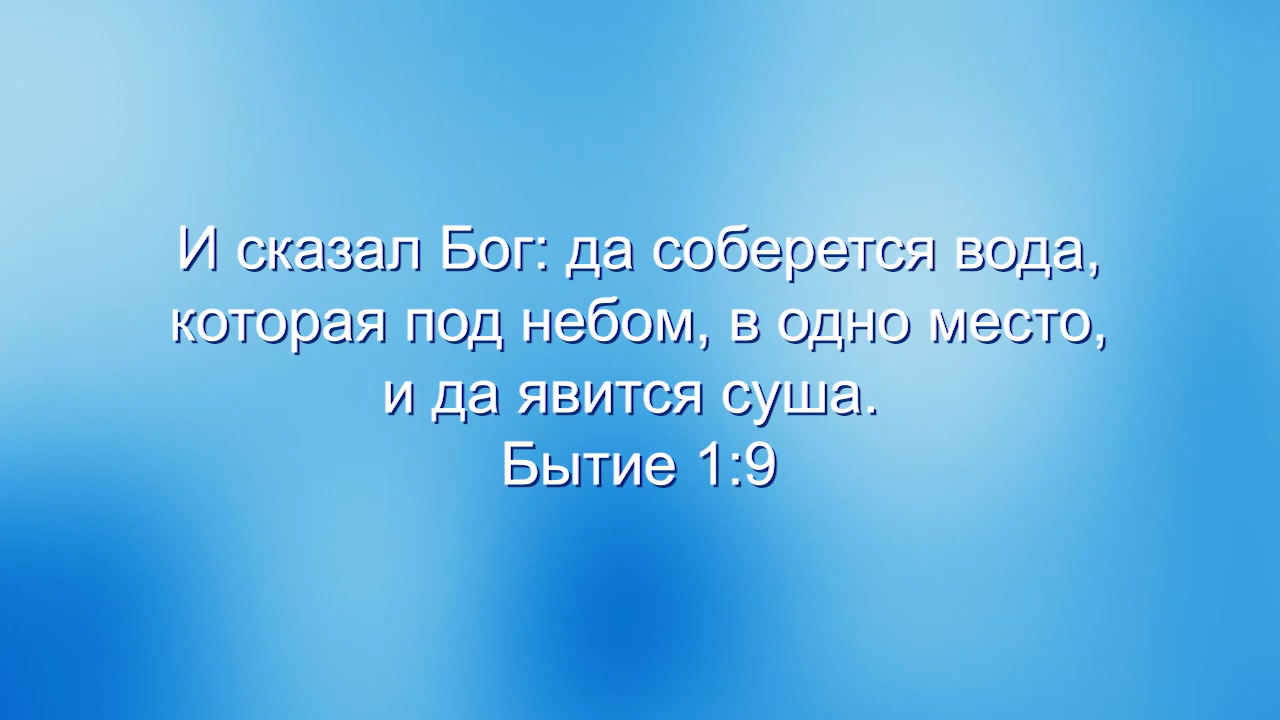 И сказал Бог: да соберется вода,
которая под небом, в одно место,
и да явится суша.
Бытие 1:9